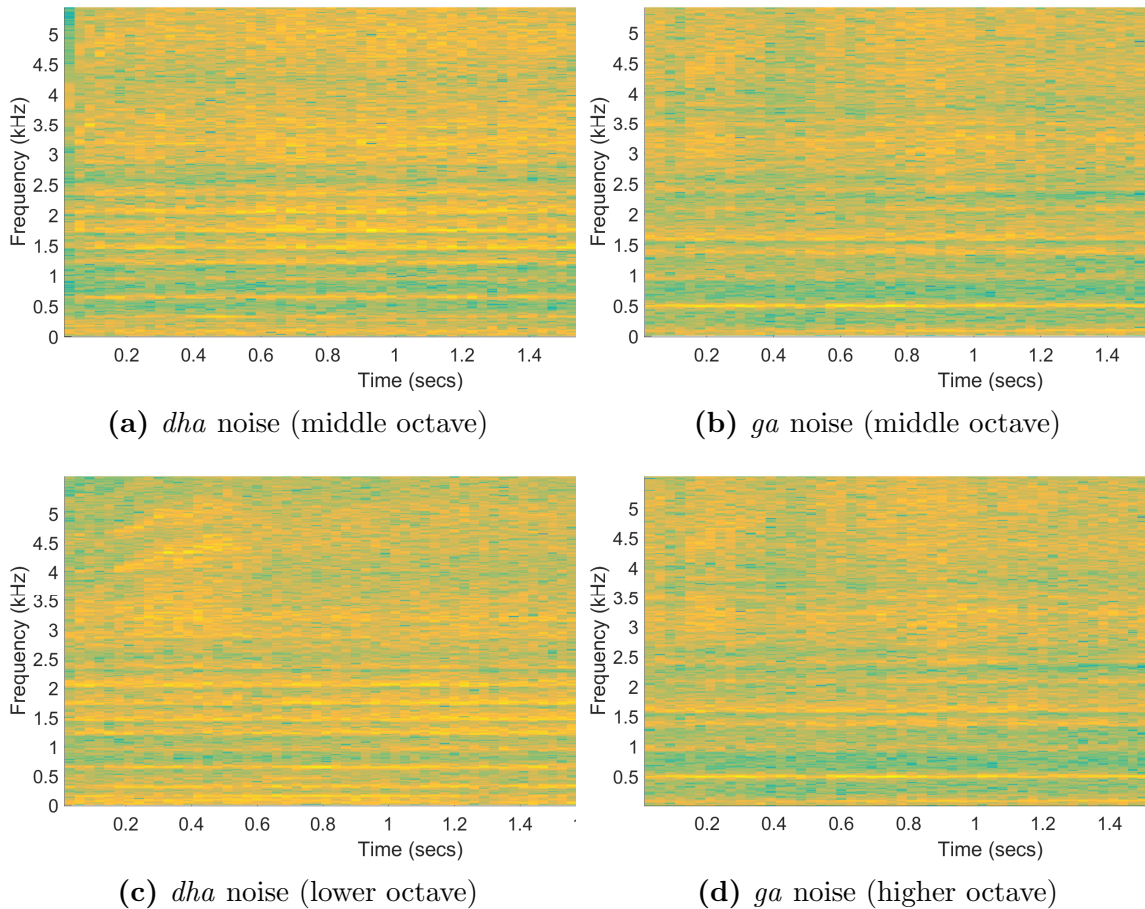 5
4.5
4
3.5
3
2.5
2
1.5
1
0.5
0
Frequency (kHz)
0.2 0.4 0.6 0.8 1 1.2 1.4
Time (secs)
(a) dha noise (middle octave)
5
4.5
4
3.5
3
2.5
2
1.5
1
0.5
0
Frequency (kHz)
0.2 0.4 0.6 0.8 1 1.2 1.4
Time (secs)
(b) ga noise (middle octave)
5
4.5
4
3.5
3
2.5
2
1.5
1
0.5
0
Frequency (kHz)
0.2 0.4 0.6 0.8 1 1.2 1.4
Time (secs)
(c) dha noise (lower octave)
5
4.5
4
3.5
3
2.5
2
1.5
1
0.5
Frequency (kHz)
0.2 0.4 0.6 0.8 1 1.2 1.4
Time (secs)
(d) ga noise (higher octave)